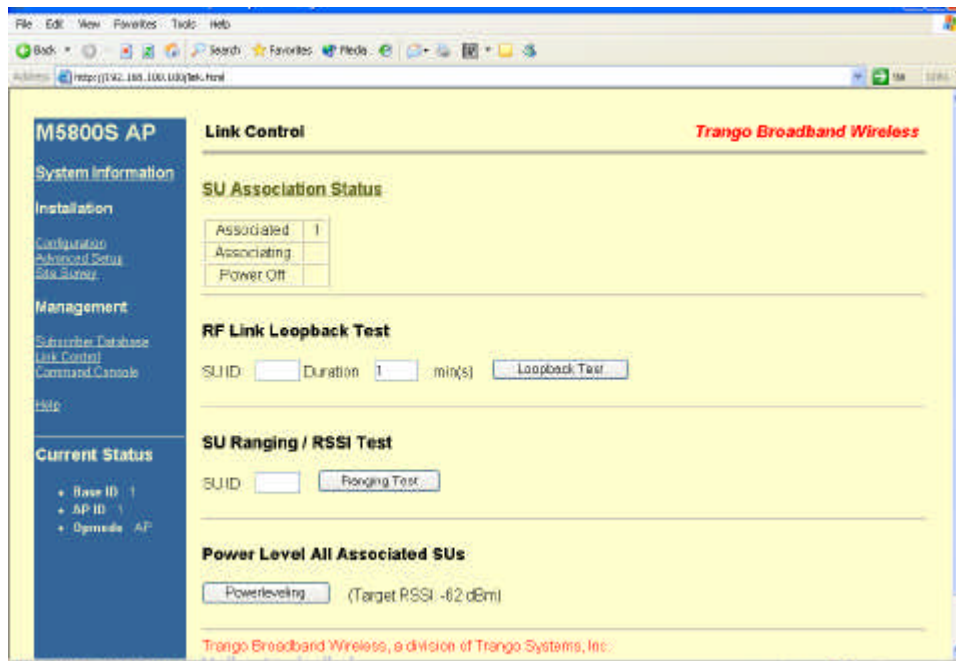 File Edit View Favorites Tools Help
Back Search Favorites Media
M5800S AP
System Information
Installation
Configuration
Advanced Setup
Site Survey
Management
Subscriber Database
Link Control
Command Console
Help
Current Status
Base ID 1
AP ID 1
Opmode AP
Link Control
Trango Broadband Wireless
SU Association Status
Associated 1
Associating
Power Off
RF Link Loopback Test
SUID Duration 1 min(s) Loopback Test
SU Ranging / RSSI Test
SUID Ranging Test
Power Level All Associated SUs
Powerleveling (Target RSSI: -62 dBm)
Trango Broadband Wireless, a division of Trango Systems, Inc.